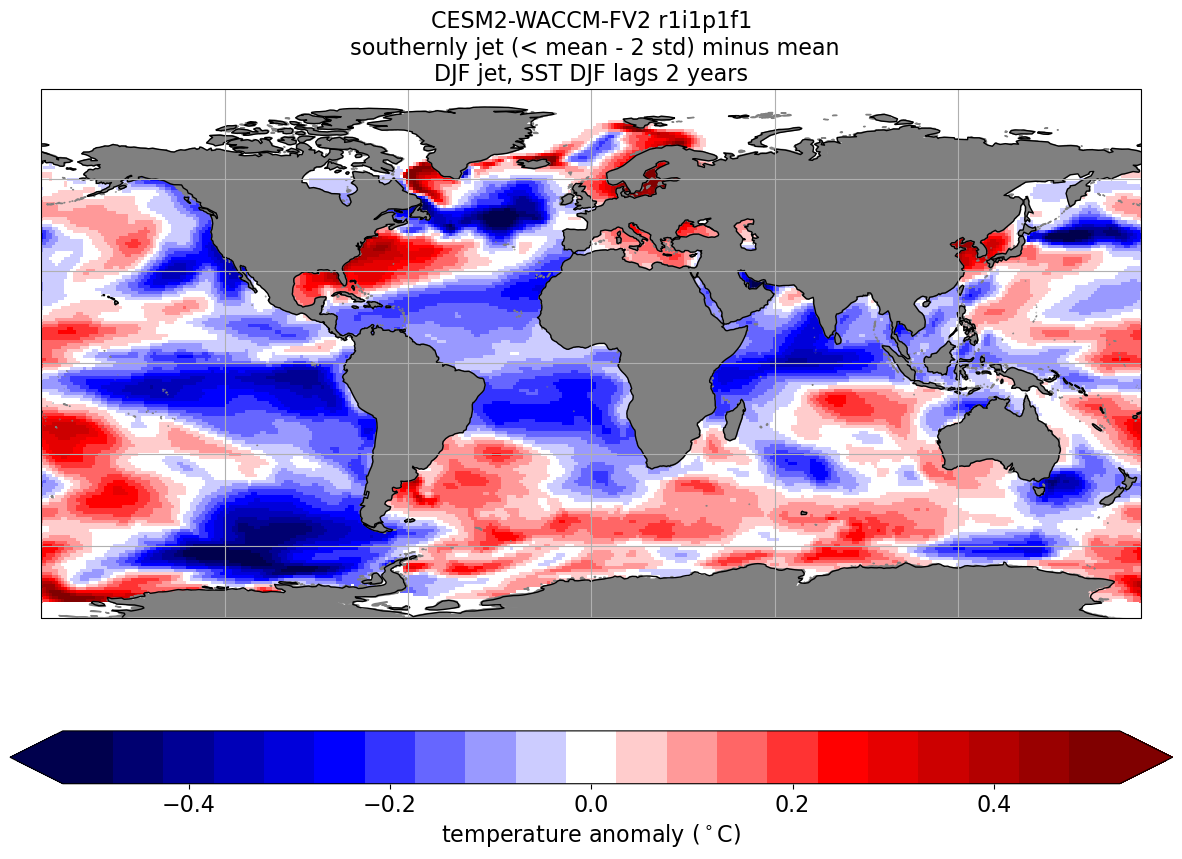 CESM2-WACCM-FV2 r1i1p1f1
southernly jet (< mean - 2 std) minus mean
DJF jet, SST DJF lags 2 years
−0.4 −0.2 0.0 0.2 0.4
temperature anomaly (∘C)